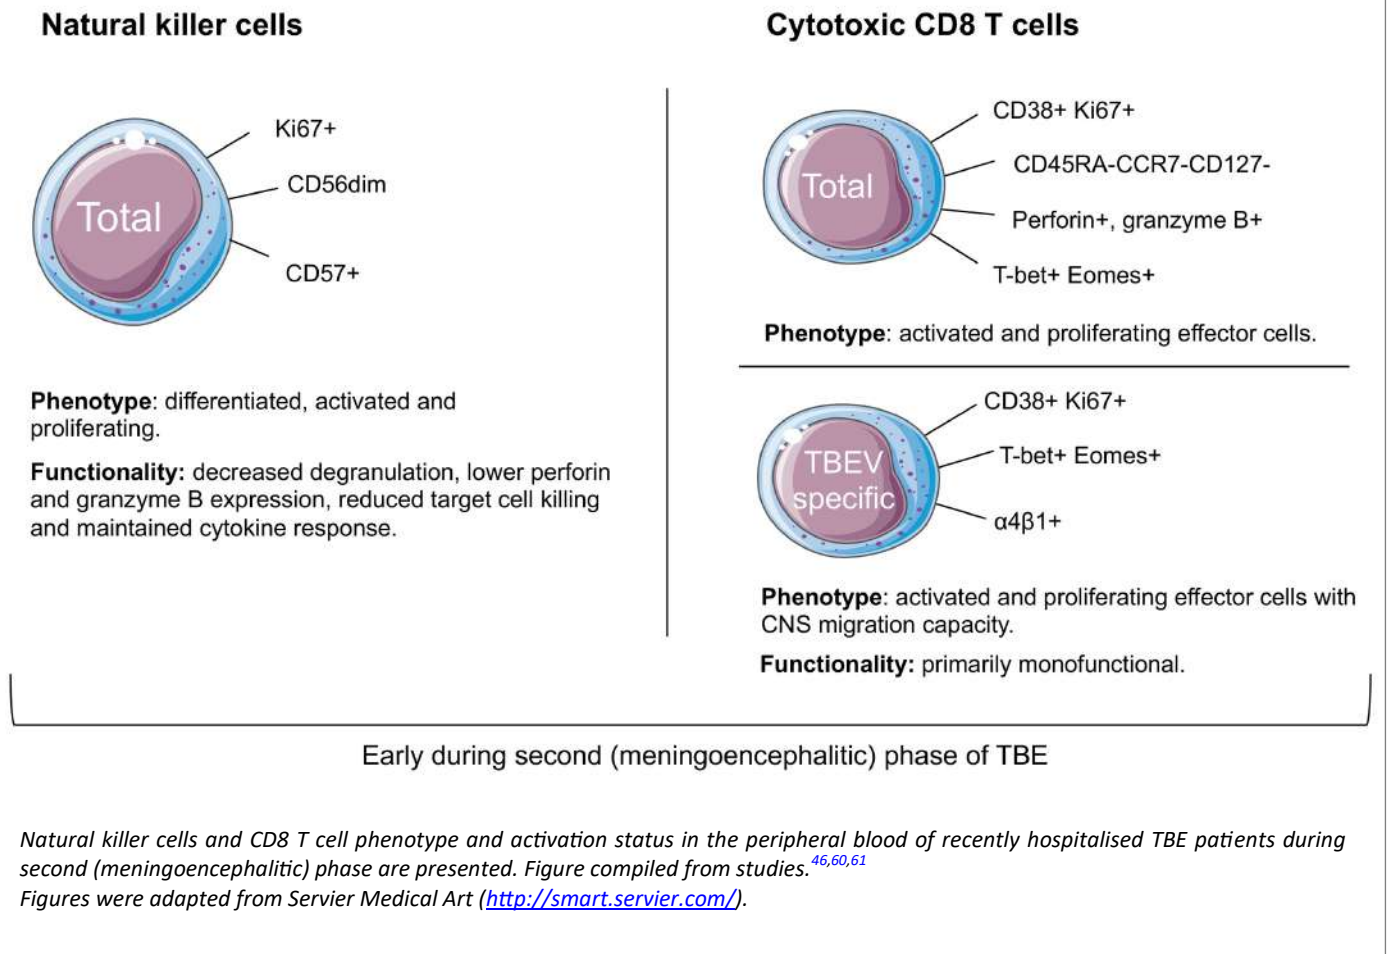 Natural killer cells
Ki67+
CD56dim
Total
CD57+
Phenotype: differentiated, activated and
proliferating.
Functionality: decreased degranulation, lower perforin
and granzyme B expression, reduced target cell killing
and maintained cytokine response.
Cytotoxic CD8 T cells
CD38+ Ki67+
CD45RA-CCR7-CD127-
Total
Perforin+, granzyme B+
T-bet+ Eomes+
Phenotype: activated and proliferating effector cells.
CD38+ Ki67+
T-bet+ Eomes+
TBEV
specific
α4β1+
Phenotype: activated and proliferating effector cells with
CNS migration capacity.
Functionality: primarily monofunctional.
Early during second (meningoencephalitic) phase of TBE
Natural killer cells and CD8 T cell phenotype and activation status in the peripheral blood of recently hospitalised TBE patients during
second (meningoencephalitic) phase are presented. Figure compiled from studies.46,60,61
Figures were adapted from Servier Medical Art (http://smart.servier.com/).